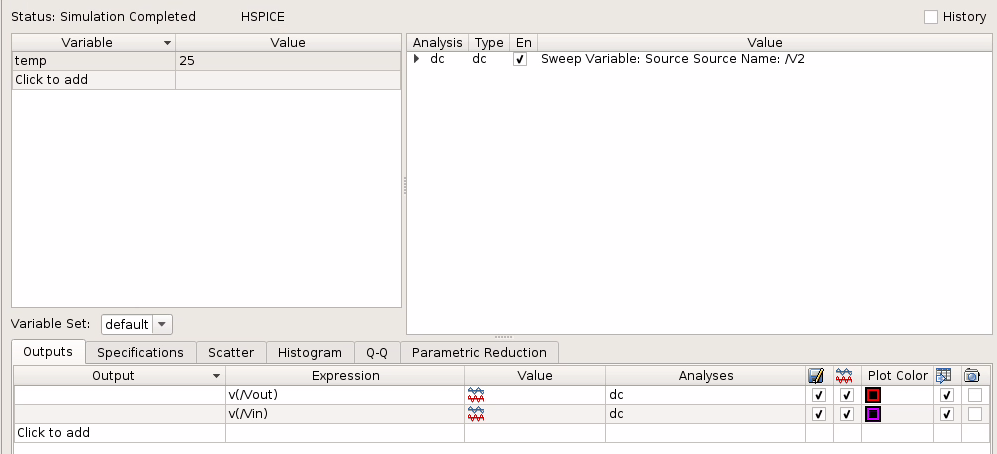 Status: Simulation Completed HSPICE History
Variable Value
temp 25
Click to add
Analysis Type En Value
dc dc Sweep Variable: Source Source Name: /V2
Variable Set: default
Outputs Specifications Scatter Histogram Q-Q Parametric Reduction
Output Expression Value Analyses Plot Color
v(/Vout) dc
v(/Vin) dc
Click to add